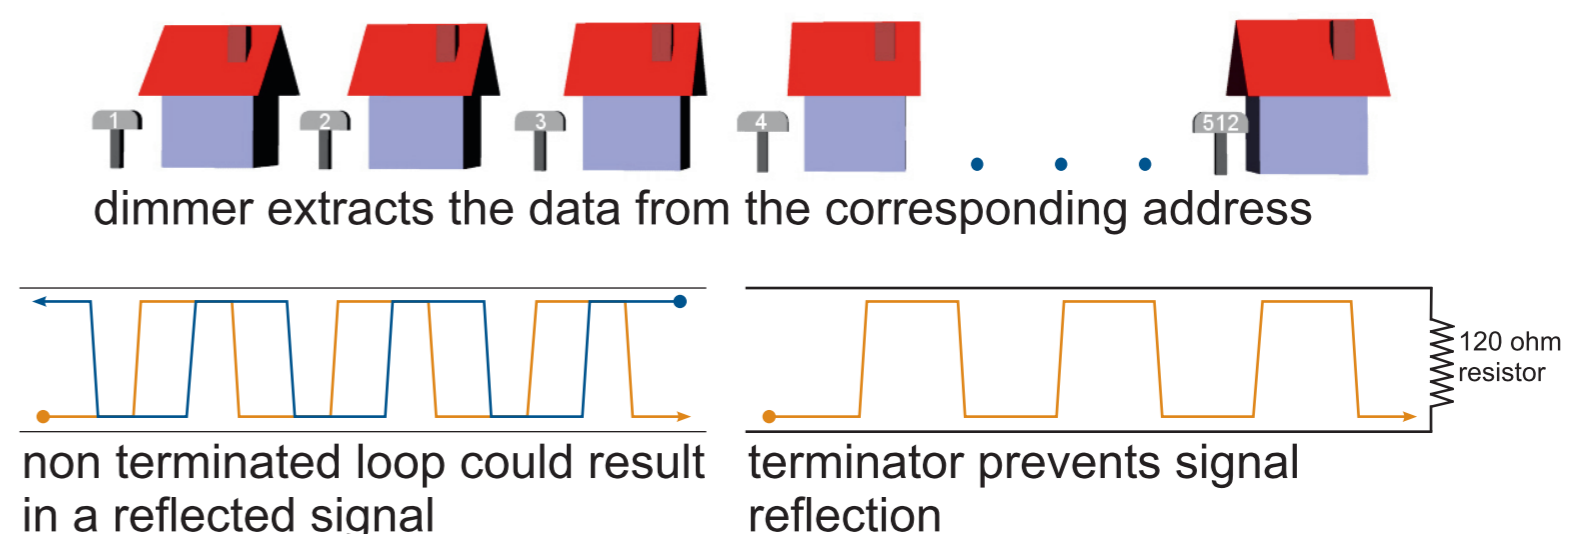 1 2 3 4 512
dimmer extracts the data from the corresponding address
120 ohm
resistor
non terminated loop could result
in a reflected signal
terminator prevents signal
reflection